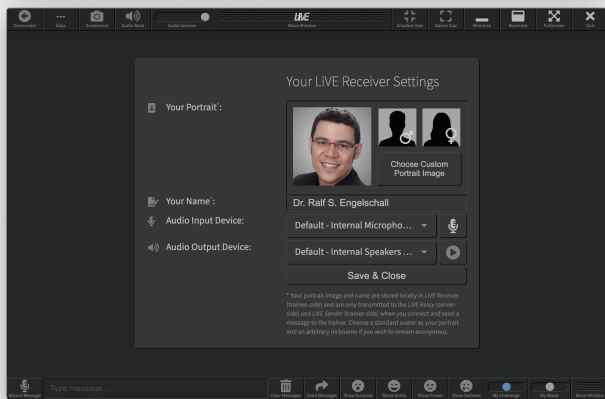 Disconnect
kbps
Screenshot
Audio-Mute
Audio Volume
LiVE
Move Window
Smallest Size
Native Size
Minimize
Maximize
Fullscreen
Quit
Your LiVE Receiver Settings
Your Portrait*:
Choose Custom
Portrait Image
Your Name*:
Dr. Ralf S. Engelschall
Audio Input Device:
Default - Internal Micropho...
Audio Output Device:
Default - Internal Speakers ...
Save & Close
* Your portrait image and name are stored locally in LiVE Receiver
(trainee-side) and are only transmitted to the LiVE Relay (server-
side) and LiVE Sender (trainer-side) when you connect and send a
message to the trainer. Choose a standard avatar as your portrait
and an arbitrary nickname if you wish to remain anonymous.
Record Message
Type message...
Clear Messages
Send Messages
Show Surprise
Show Smile
Show Frown
Show Sadness
My Challenge
My Mood
Move Window